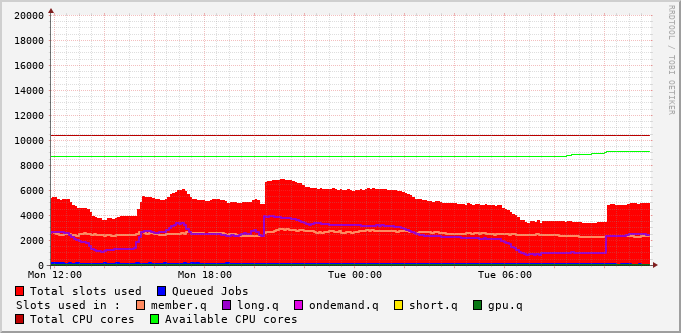 20000
18000
16000
14000
12000
10000
8000
6000
4000
2000
0
Mon 12:00 Mon 18:00 Tue 00:00 Tue 06:00
RRDTOOL / TOBI OETIKER
Total slots used Queued Jobs
Slots used in : member.q long.q ondemand.q short.q gpu.q
Total CPU cores Available CPU cores